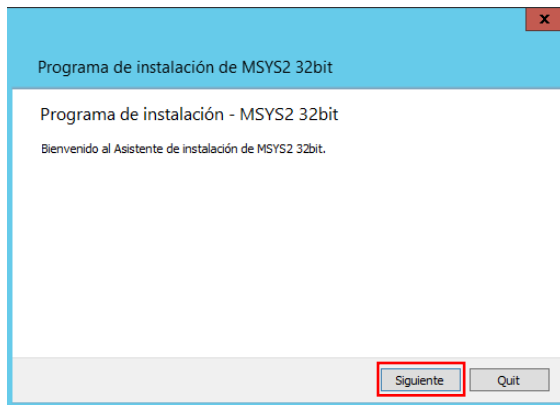 x
Programa de instalación de MSYS2 32bit
Programa de instalación - MSYS2 32bit
Bienvenido al Asistente de instalación de MSYS2 32bit.
Siguiente
Quit